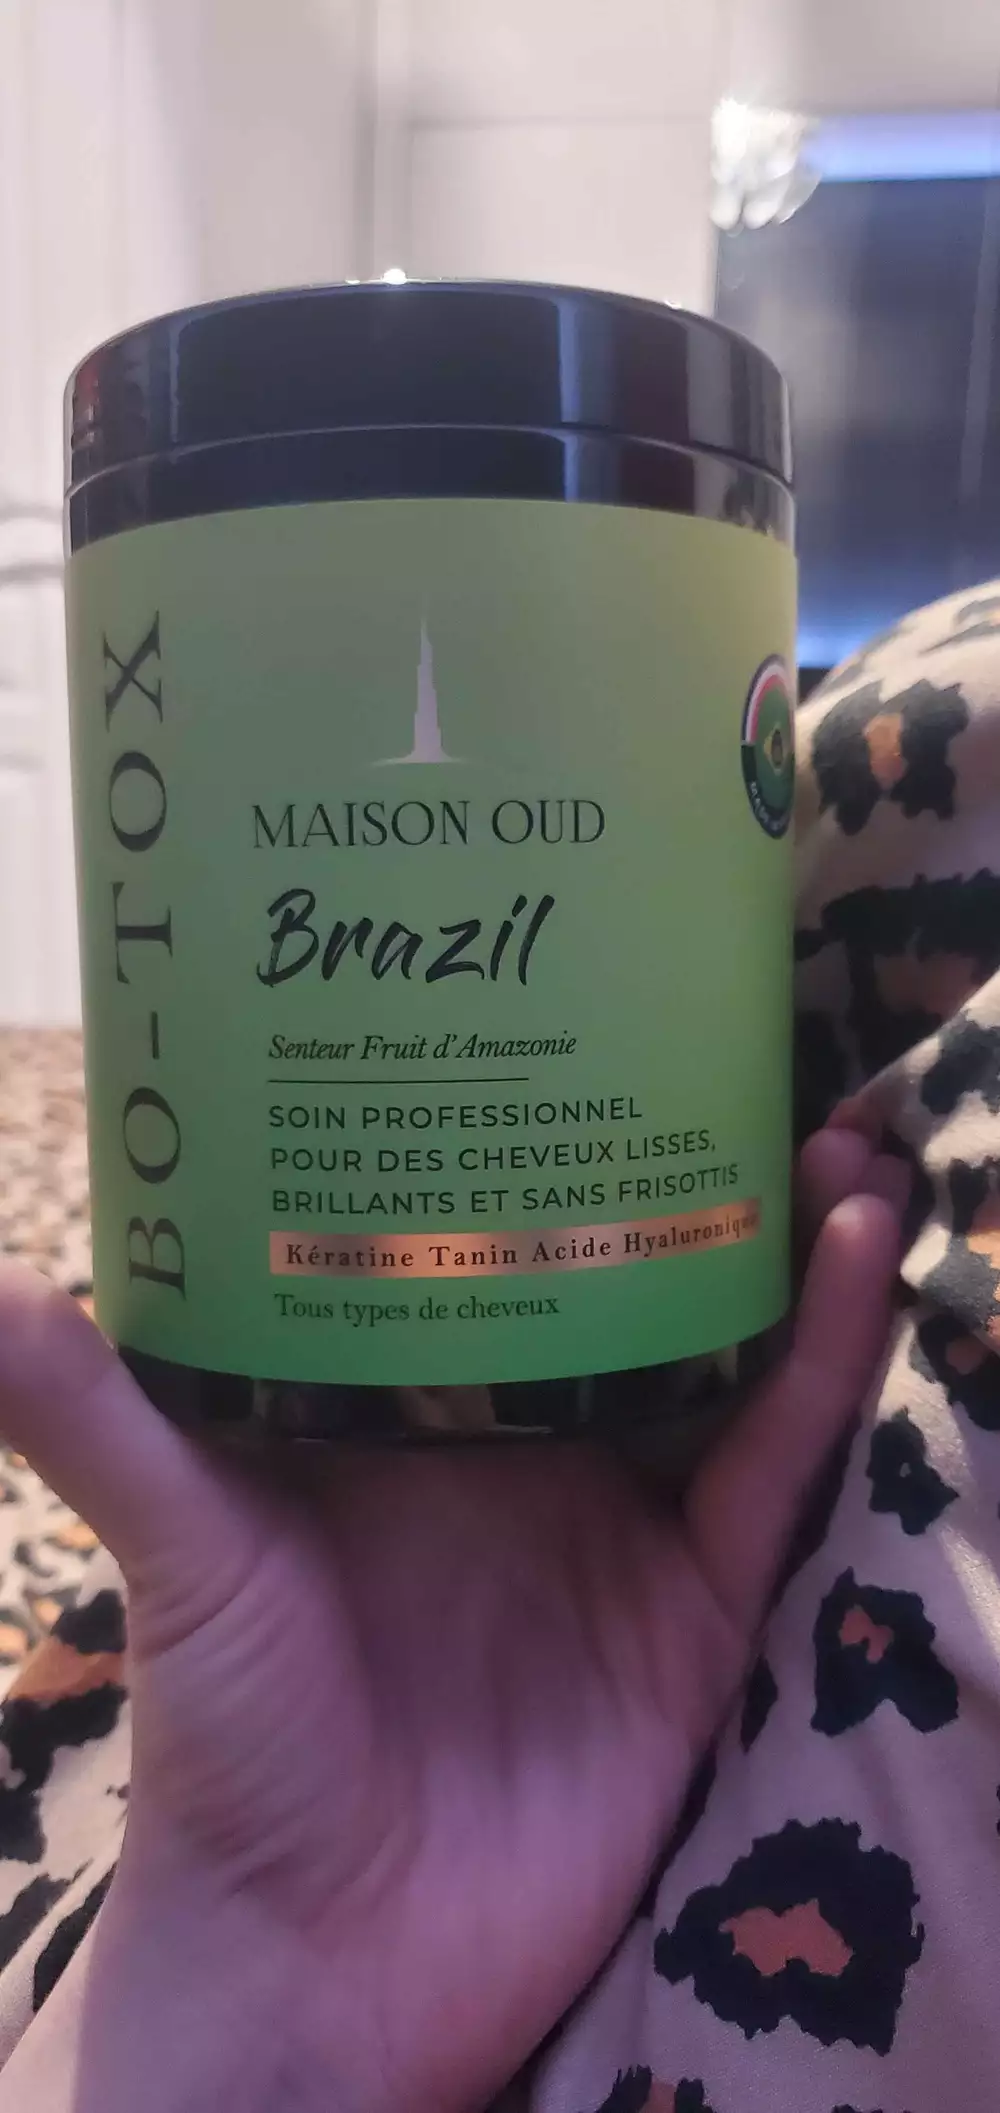 BO-TOX
MAISON OUD
Brazil
Senteur Fruit d'Amazonie
SOIN PROFESSIONNEL
POUR DES CHEVEUX LISSES,
BRILLANTS ET SANS FRISOTTIS
Kératine Tanin Acide Hyaluronique
Tous types de cheveux